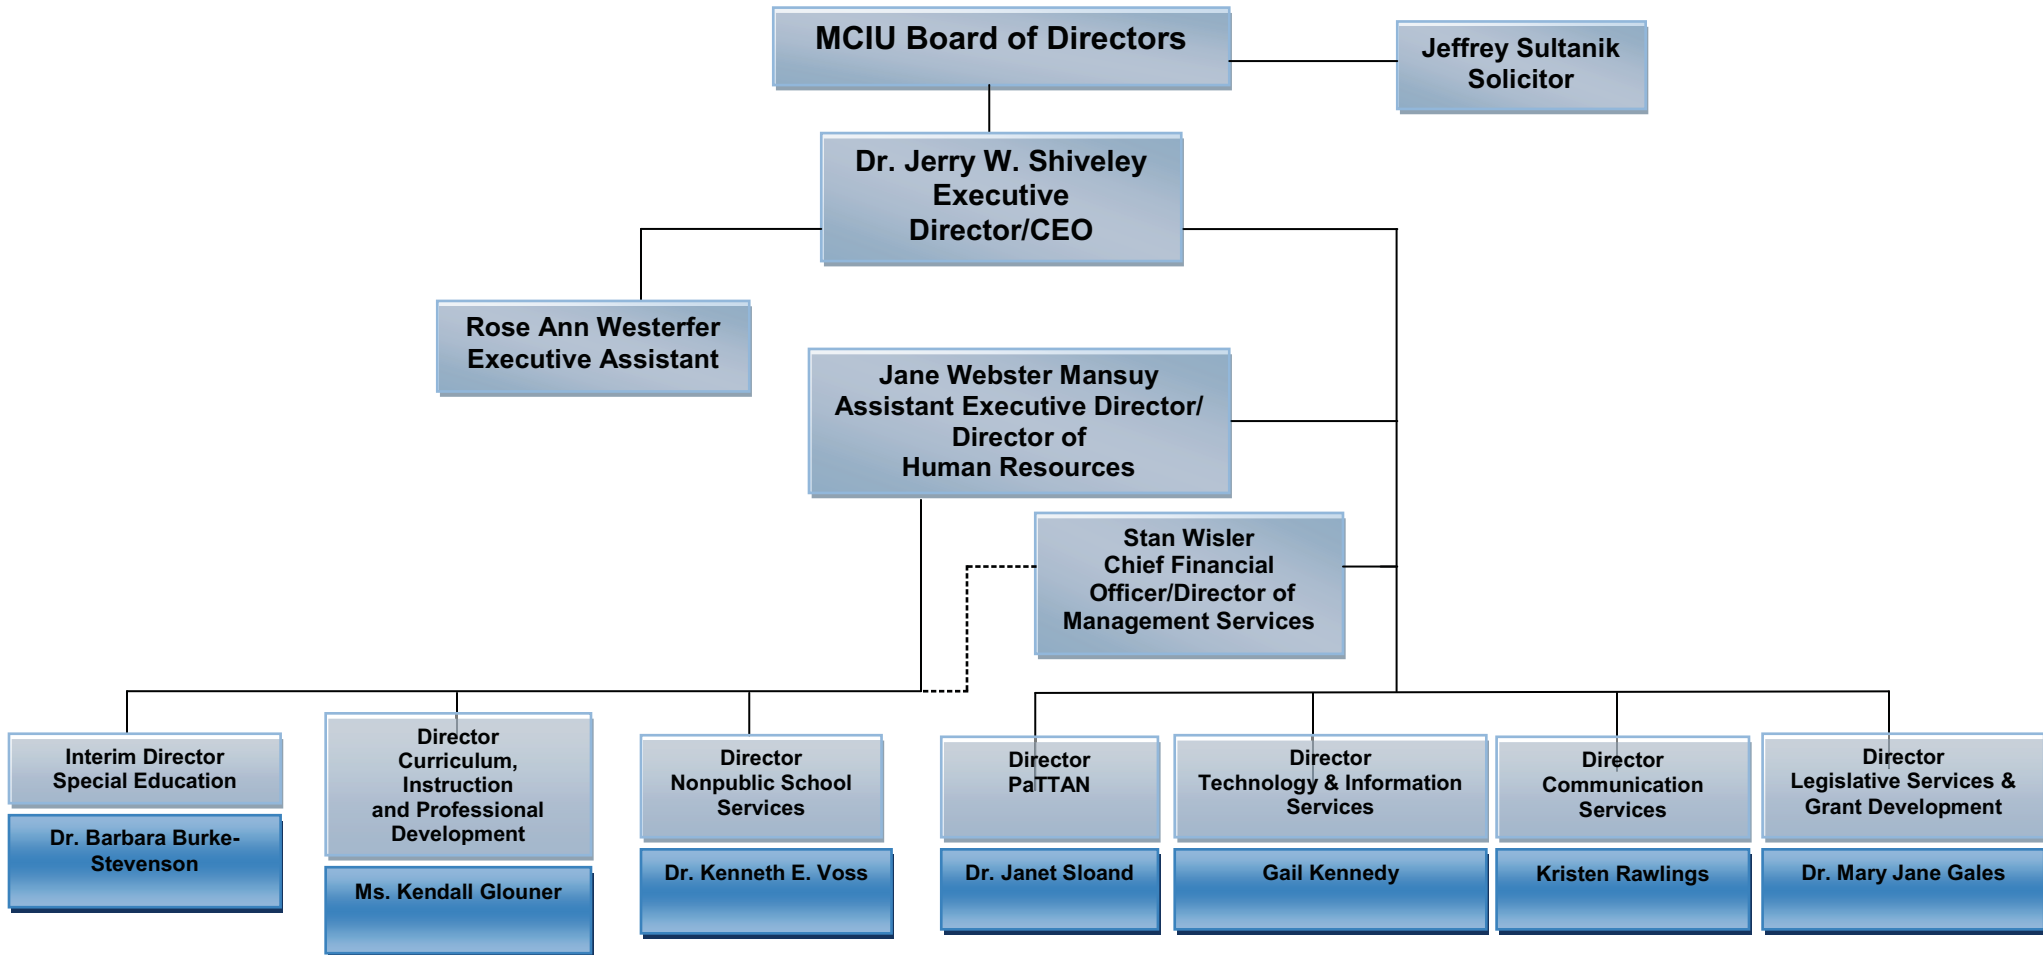 MCIU Board of Directors
Jeffrey Sultanik
Solicitor
Dr. Jerry W. Shiveley
Executive
Director/CEO
Rose Ann Westerfer
Executive Assistant
Jane Webster Mansuy
Assistant Executive Director/
Director of
Human Resources
Stan Wisler
Chief Financial
Officer/Director of
Management Services
Interim Director
Special Education
Dr. Barbara Burke-
Stevenson
Director
Curriculum,
Instruction
and Professional
Development
Ms. Kendall Glouner
Director
Nonpublic School
Services
Dr. Kenneth E. Voss
Director
PaTTAN
Dr. Janet Sloand
Director
Technology & Information
Services
Gail Kennedy
Director
Communication
Services
Kristen Rawlings
Director
Legislative Services &
Grant Development
Dr. Mary Jane Gales